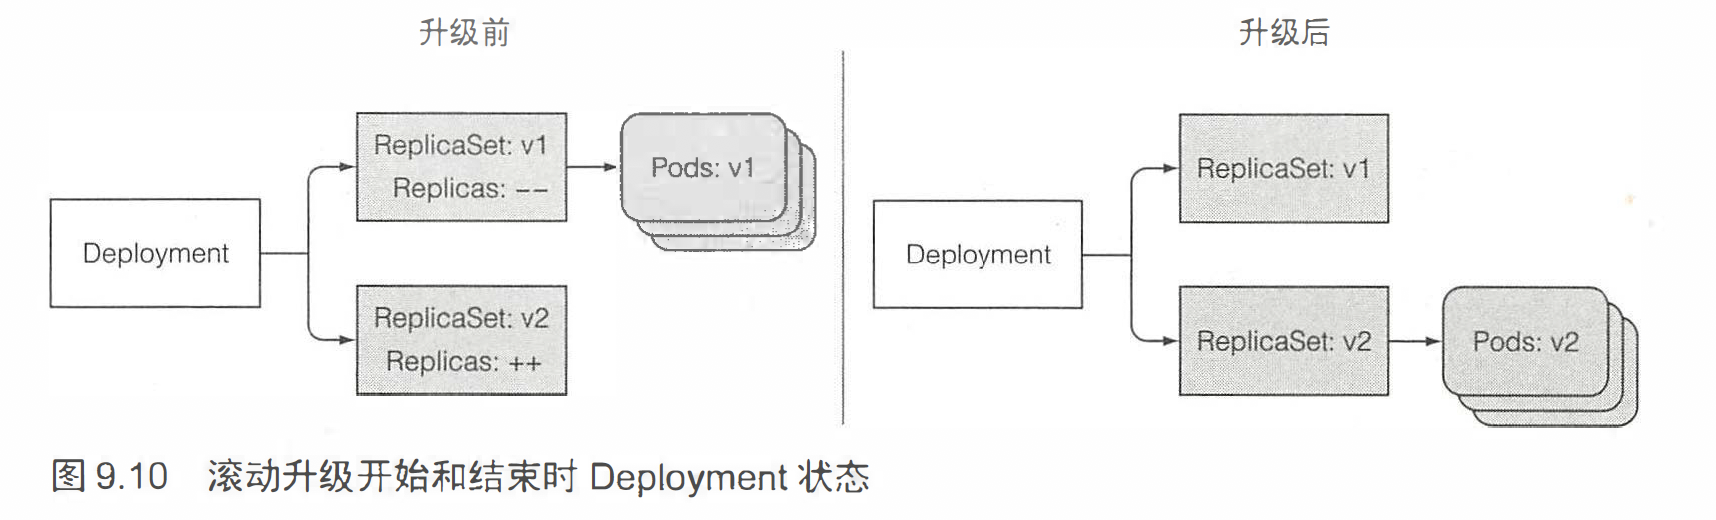 升级前
升级后
ReplicaSet: v1
Replicas: --
Pods: v1
Deployment
ReplicaSet: v2
Replicas: ++
ReplicaSet: v1
Deployment
ReplicaSet: v2
Pods: v2
图 9.10 滚动升级开始和结束时 Deployment 状态